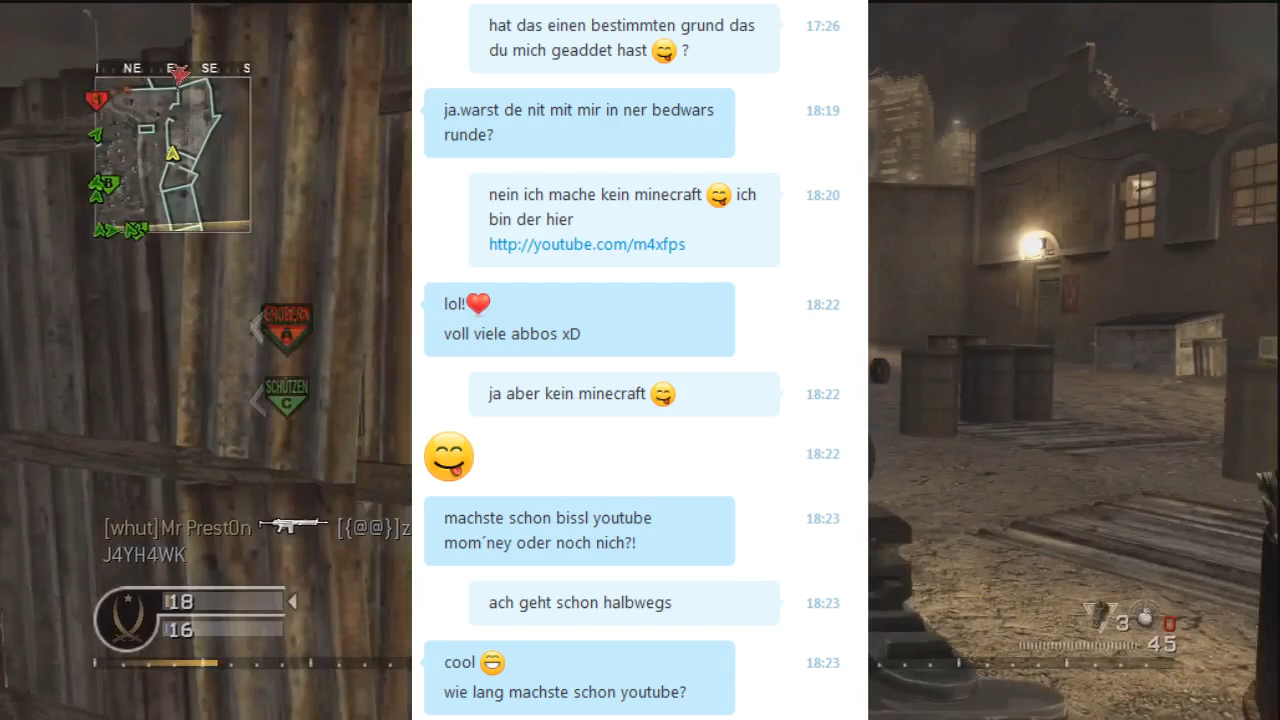 hat das einen bestimmten grund das
du mich geaddet hast 😋 ?
17:26
ja.warst de nit mit mir in ner bedwars
runde?
18:19
nein ich mache kein minecraft 😋 ich
bin der hier
http://youtube.com/m4xfps
18:20
lol!❤
voll viele abbos xD
18:22
ja aber kein minecraft 😋
18:22
😋
18:22
machste schon bissl youtube
mom´ney oder noch nich?!
18:23
ach geht schon halbwegs
18:23
cool 😁
wie lang machste schon youtube?
18:23
NE E SE S
B
A
EROBERN
A
SCHÜTZEN
C
[whut]Mr Prest0n [{@@}]z
J4YH4WK
18
16
3 0
45